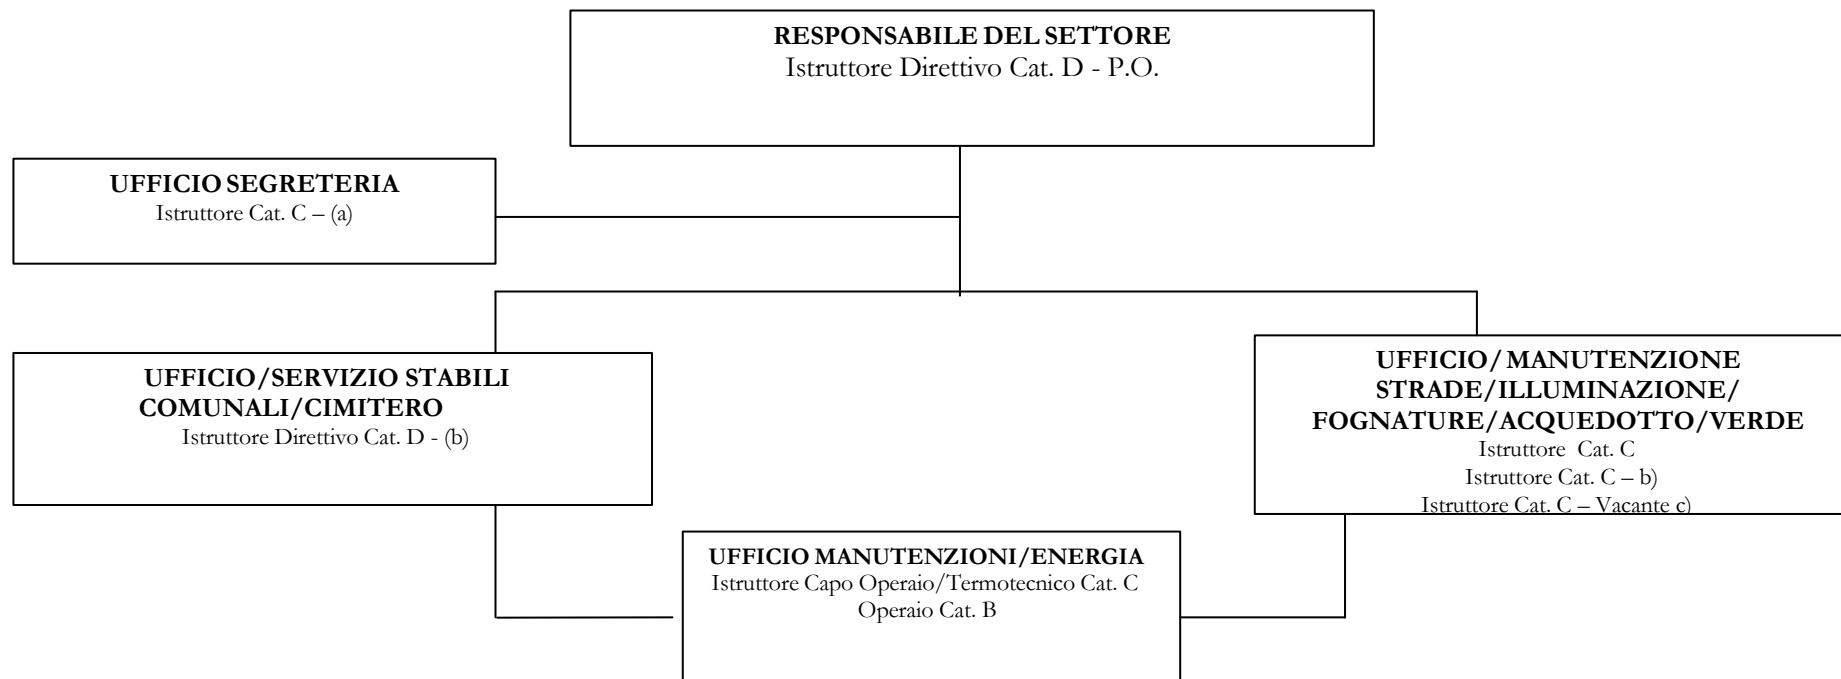 RESPONSABILE DEL SETTORE
Istruttore Direttivo Cat. D - P.O.
UFFICIO SEGRETERIA
Istruttore Cat. C – (a)
UFFICIO/SERVIZIO STABILI
COMUNALI/CIMITERO
Istruttore Direttivo Cat. D - (b)
UFFICIO/ MANUTENZIONE
STRADE/ILLUMINAZIONE/
FOGNATURE/ACQUEDOTTO/VERDE
Istruttore Cat. C
Istruttore Cat. C – b)
Istruttore Cat. C – Vacante c)
UFFICIO MANUTENZIONI/ENERGIA
Istruttore Capo Operaio/Termotecnico Cat. C
Operaio Cat. B